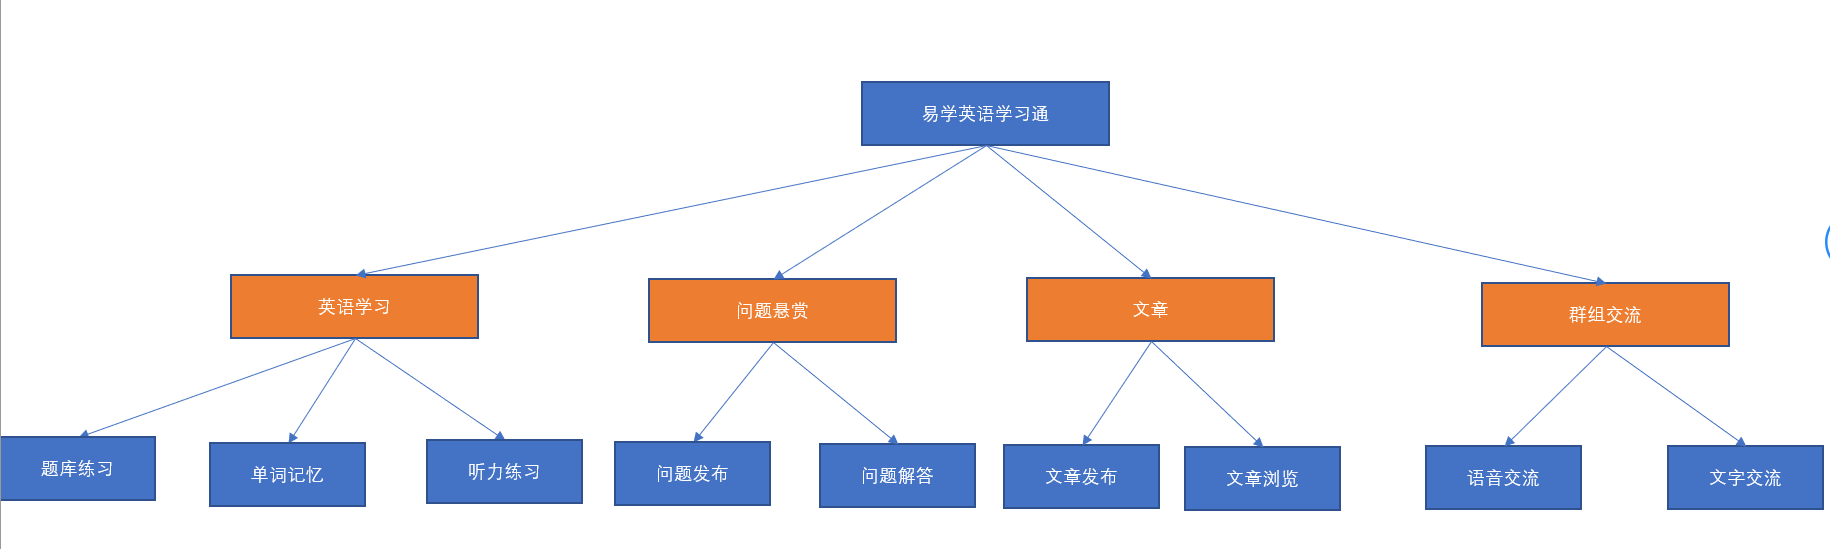 易学英语学习通
英语学习
问题悬赏
文章
群组交流
题库练习
单词记忆
听力练习
问题发布
问题解答
文章发布
文章浏览
语音交流
文字交流